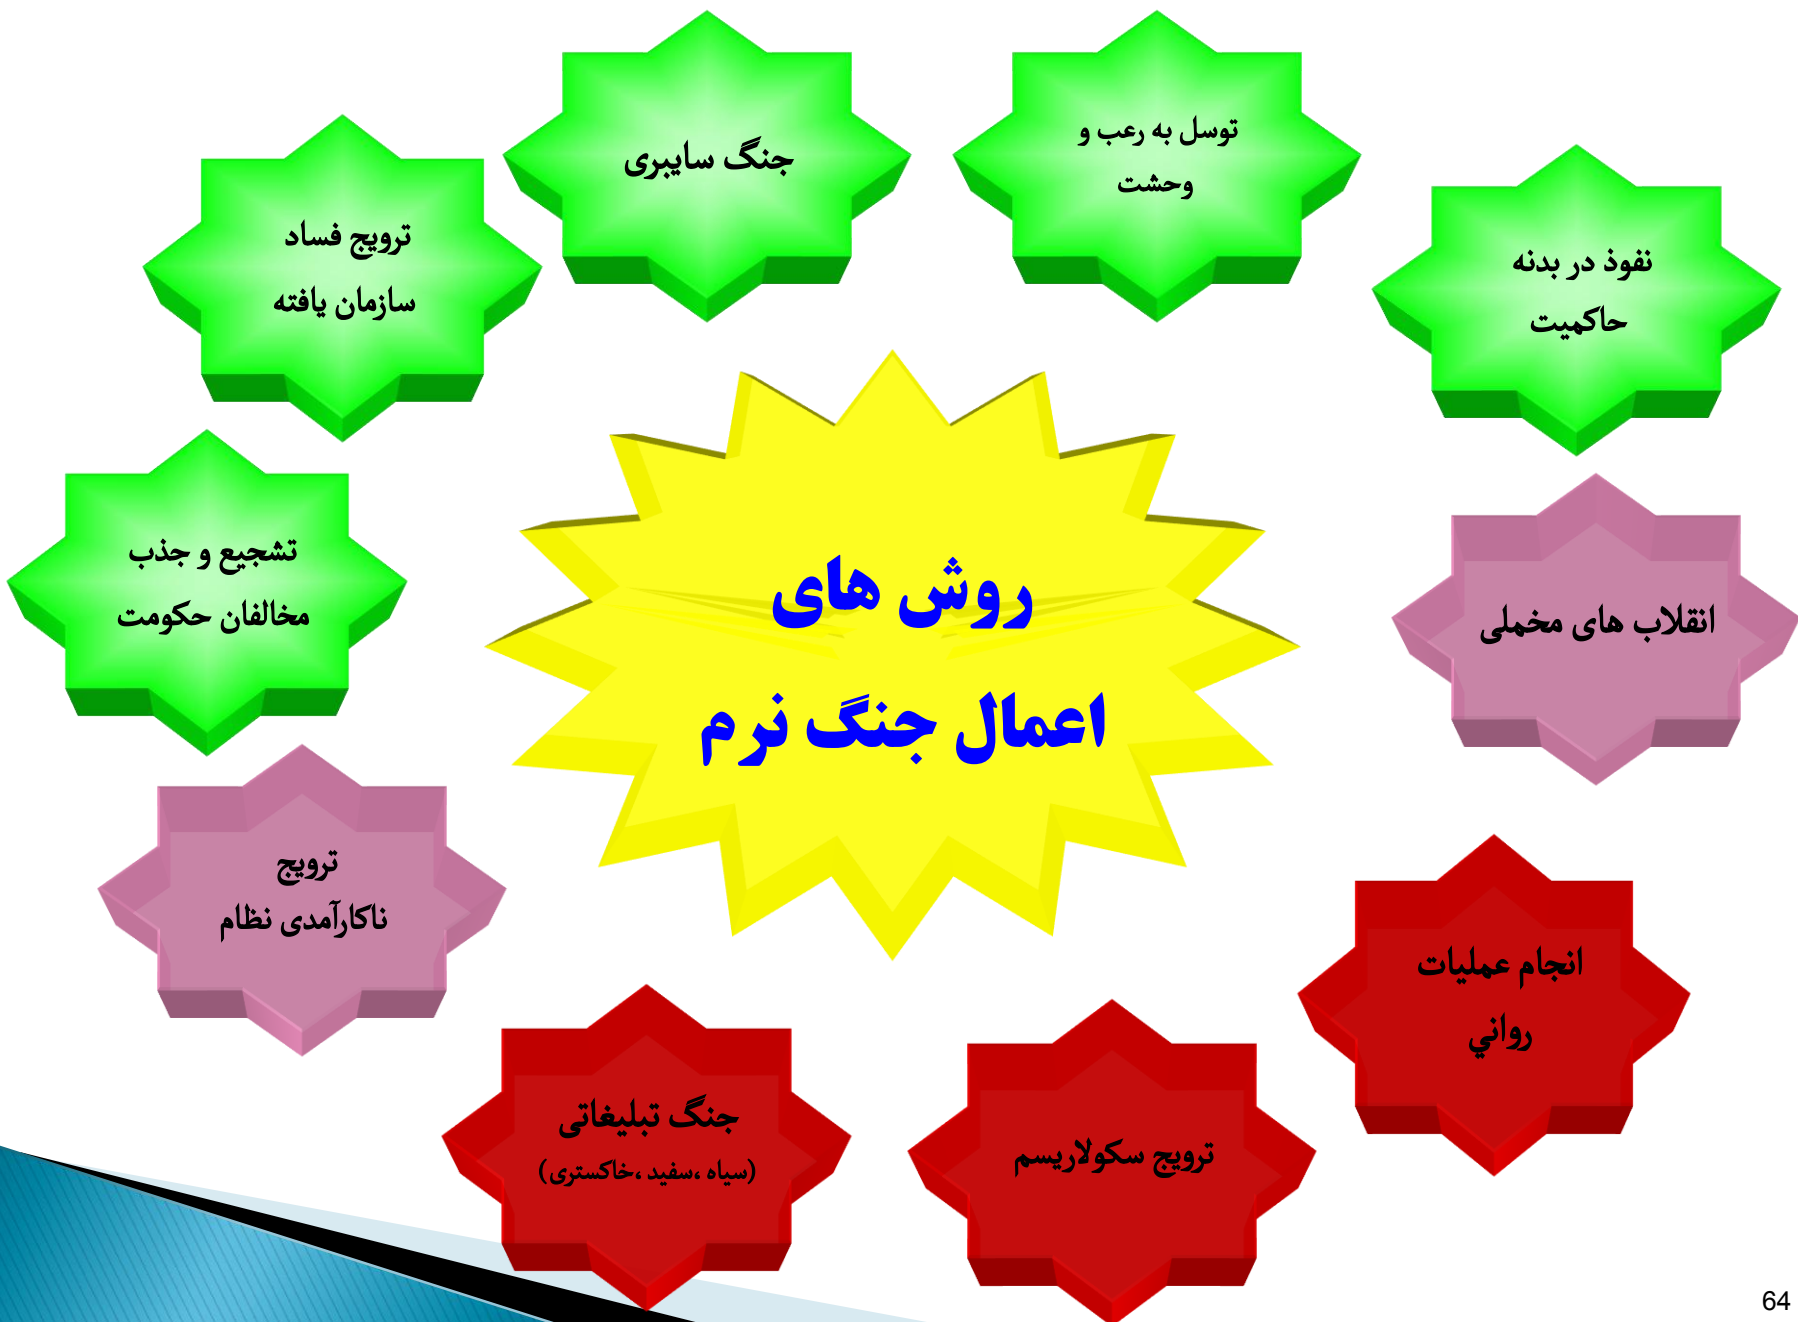 روش های
اعمال جنگ نرم
توسل به رعب و
وحشت
جنگ سایبری
نفوذ در بدنه
حاکمیت
ترویج فساد
سازمان یافته
تشجیع و جذب
مخالفان حکومت
انقلاب های مخملی
ترویج
ناکارآمدی نظام
انجام عملیات
رواني
جنگ تبلیغاتی
(سیاه ،سفید ،خاکستری)
ترویج سکولاریسم
64